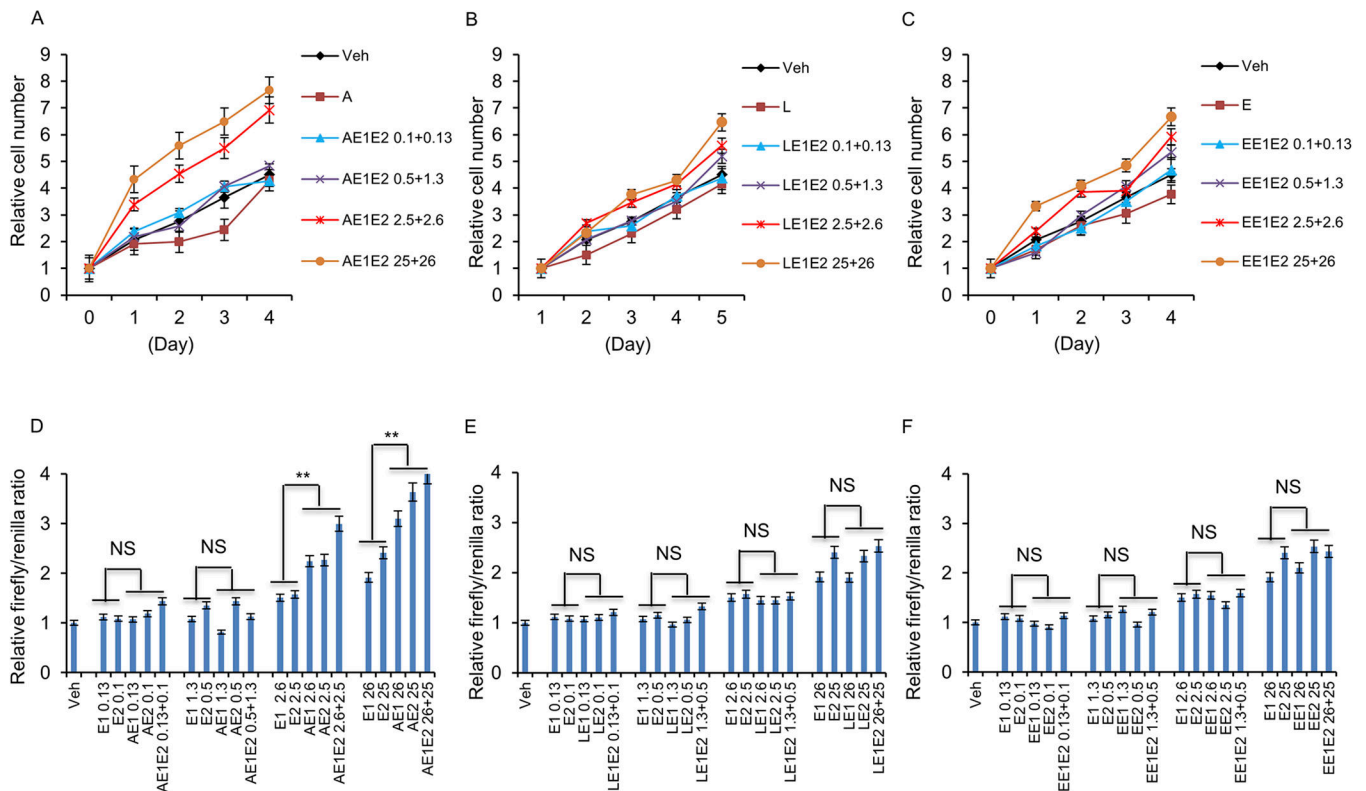 A
Relative cell number
9
8
7
6
5
4
3
2
1
0
0 1 2 3 4
(Day)
Veh
A
AE1E2 0.1+0.13
AE1E2 0.5+1.3
AE1E2 2.5+2.6
AE1E2 25+26
B
Relative cell number
9
8
7
6
5
4
3
2
1
0
1 2 3 4 5
(Day)
Veh
L
LE1E2 0.1+0.13
LE1E2 0.5+1.3
LE1E2 2.5+2.6
LE1E2 25+26
C
Relative cell number
9
8
7
6
5
4
3
2
1
0
0 1 2 3 4
(Day)
Veh
E
EE1E2 0.1+0.13
EE1E2 0.5+1.3
EE1E2 2.5+2.6
EE1E2 25+26
D
Relative firefly/renilla ratio
4
3
2
1
0
NS
NS
**
**
Veh
E1 0.13
E2 0.1
AE1 0.13
AE2 0.1
AE1E2 0.13+0.1
E1 1.3
E2 0.5
AE1 1.3
AE2 0.5
AE1E2 0.5+1.3
E1 2.6
E2 2.5
AE1 2.6
AE2 2.5
AE1E2 2.6+2.5
E1 26
E2 25
AE1 26
AE2 25
AE1E2 26+25
E
Relative firefly/renilla ratio
4
3
2
1
0
NS
NS
NS
NS
Veh
E1 0.13
E2 0.1
LE1 0.13
LE2 0.1
LE1E2 0.13+0.1
E1 1.3
E2 0.5
LE1 1.3
LE2 0.5
LE1E2 1.3+0.5
E1 2.6
E2 2.5
LE1 2.6
LE2 2.5
LE1E2 1.3+0.5
E1 26
E2 25
LE1 26
LE2 25
LE1E2 26+25
F
Relative firefly/renilla ratio
4
3
2
1
0
NS
NS
NS
NS
Veh
E1 0.13
E2 0.1
EE1 0.13
EE2 0.1
EE1E2 0.13+0.1
E1 1.3
E2 0.5
EE1 1.3
EE2 0.5
EE1E2 1.3+0.5
E1 2.6
E2 2.5
EE1 2.6
EE2 2.5
EE1E2 1.3+0.5
E1 26
E2 25
EE1 26
EE2 25
EE1E2 26+25